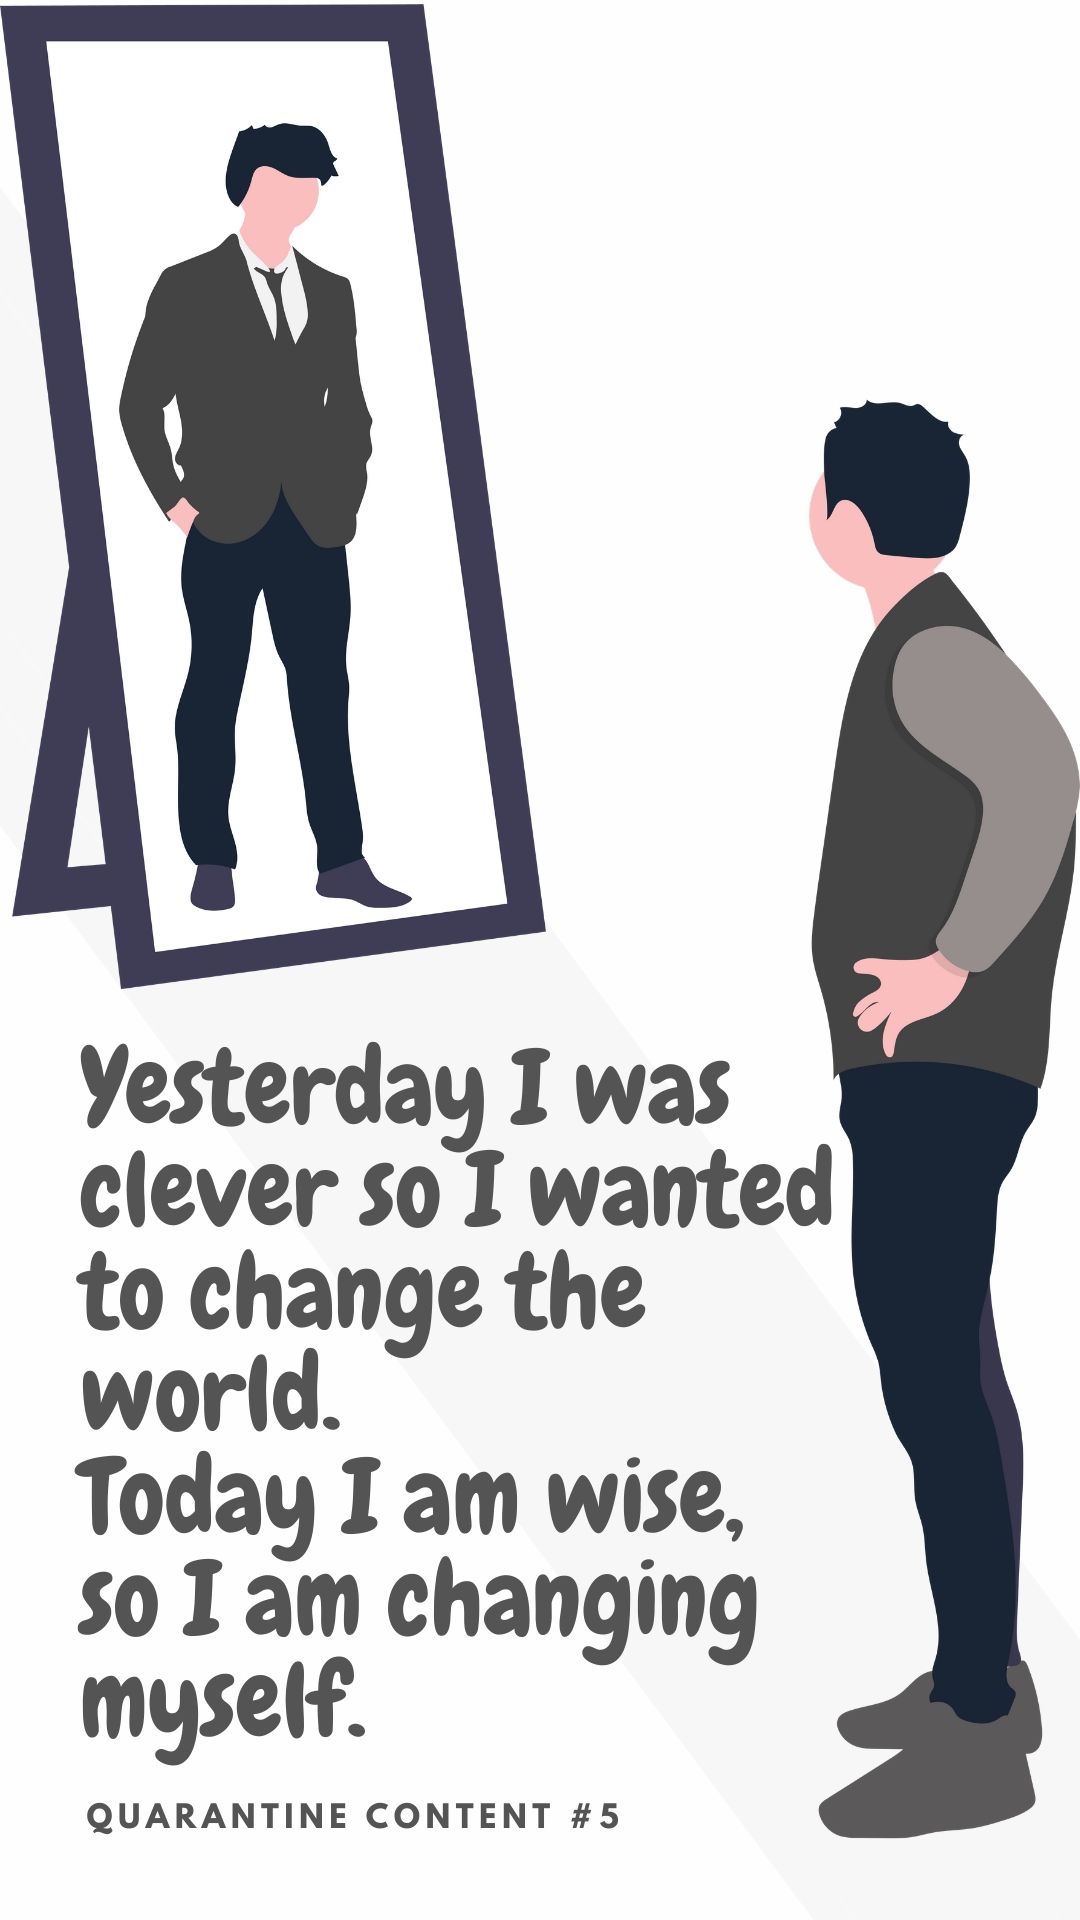 Yesterday I was
clever so I wanted
to change the
world.
Today I am wise,
so I am changing
myself.
QUARANTINE CONTENT #5